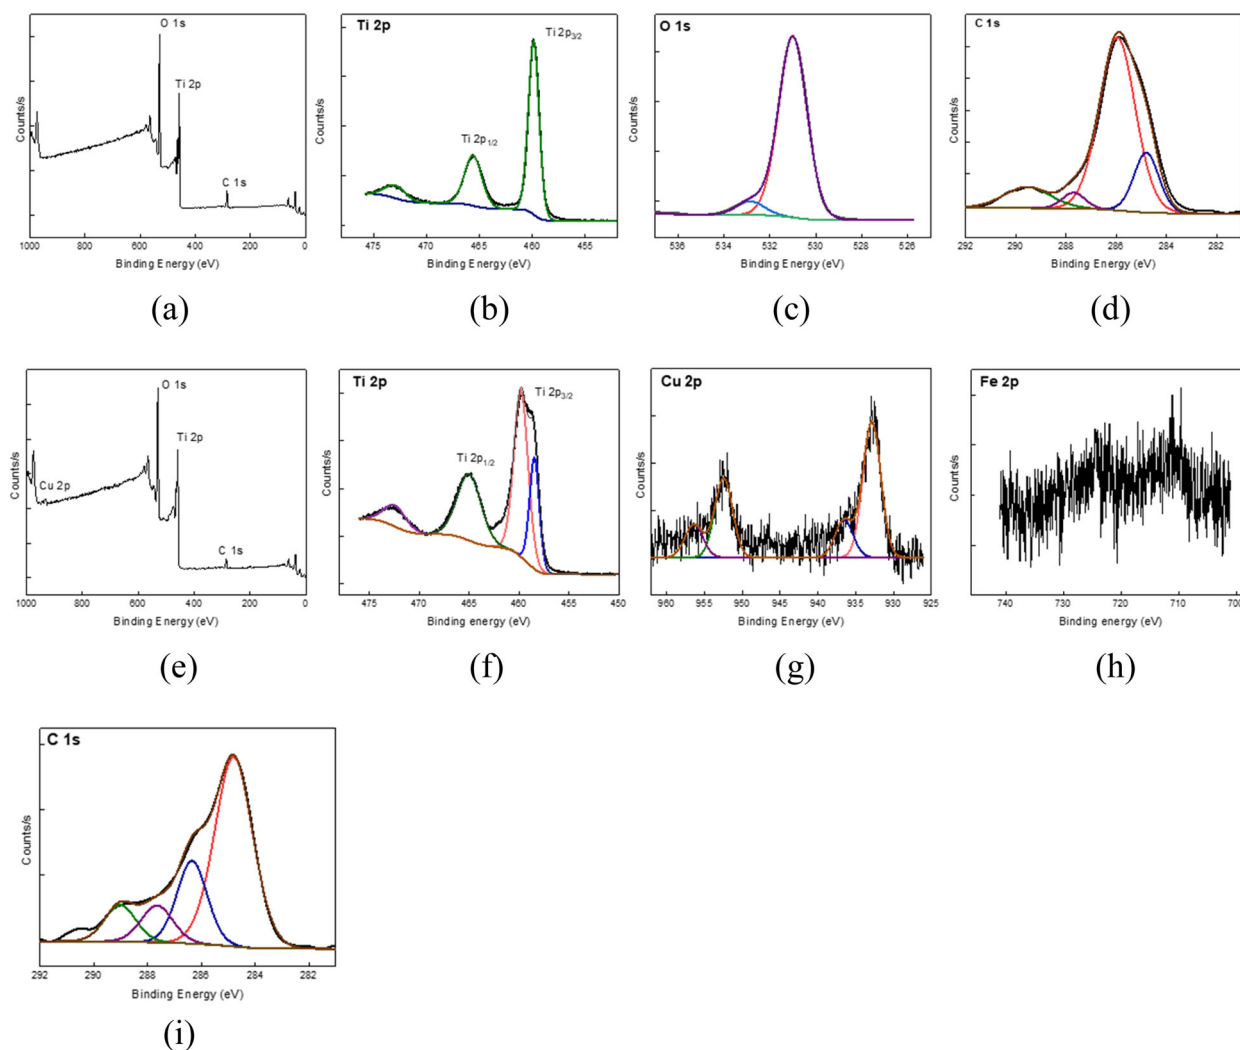 O 1s
Ti 2p
C 1s
Counts/s
1000 800 600 400 200 0
Binding Energy (eV)
(a)
Ti 2p
Ti 2p3/2
Ti 2p1/2
Counts/s
475 470 465 460 455
Binding Energy (eV)
(b)
O 1s
Counts/s
536 534 532 530 528 526
Binding Energy (eV)
(c)
C 1s
Counts/s
292 290 288 286 284 282
Binding Energy (eV)
(d)
O 1s
Ti 2p
Cu 2p
C 1s
Counts/s
1000 800 600 400 200 0
Binding Energy (eV)
(e)
Ti 2p
Ti 2p3/2
Ti 2p1/2
Counts/s
475 470 465 460 455 450
Binding energy (eV)
(f)
Cu 2p
Counts/s
960 955 950 945 940 935 930 925
Binding Energy (eV)
(g)
Fe 2p
Counts/s
740 730 720 710 700
Binding energy (eV)
(h)
C 1s
Counts/s
292 290 288 286 284 282
Binding Energy (eV)
(i)